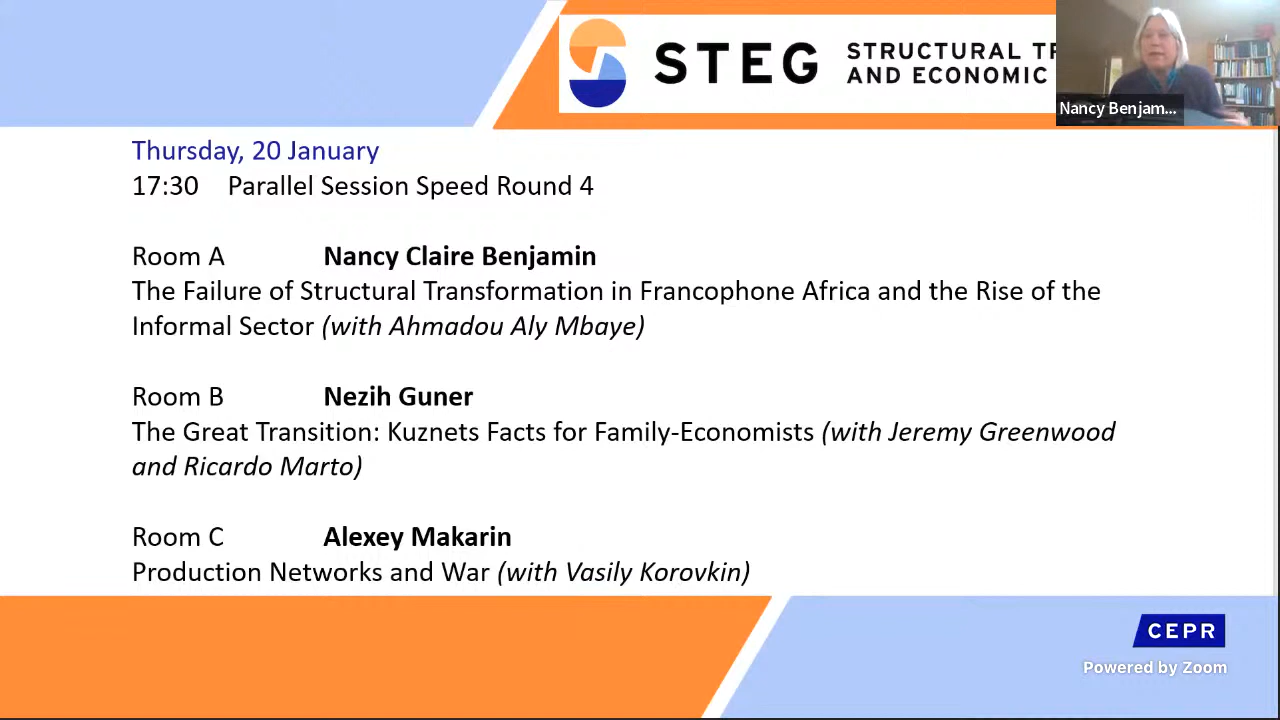 STEG
STRUCTURAL TR
AND ECONOMIC
Nancy Benjam...
Thursday, 20 January
17:30 Parallel Session Speed Round 4
Room A Nancy Claire Benjamin
The Failure of Structural Transformation in Francophone Africa and the Rise of the
Informal Sector (with Ahmadou Aly Mbaye)
Room B Nezih Guner
The Great Transition: Kuznets Facts for Family-Economists (with Jeremy Greenwood
and Ricardo Marto)
Room C Alexey Makarin
Production Networks and War (with Vasily Korovkin)
CEPR
Powered by Zoom